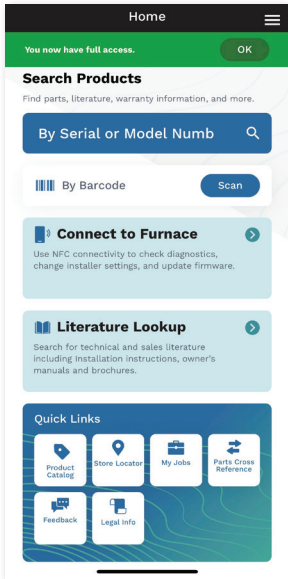 Home
You now have full access.
OK
Search Products
Find parts, literature, warranty information, and more.
By Serial or Model Numb
By Barcode
Scan
Connect to Furnace
Use NFC connectivity to check diagnostics,
change installer settings, and update firmware.
Literature Lookup
Search for technical and sales literature
including Installation instructions, owner's
manuals and brochures.
Quick Links
Product
Catalog
Store Locator
My Jobs
Parts Cross
Reference
Feedback
Legal Info